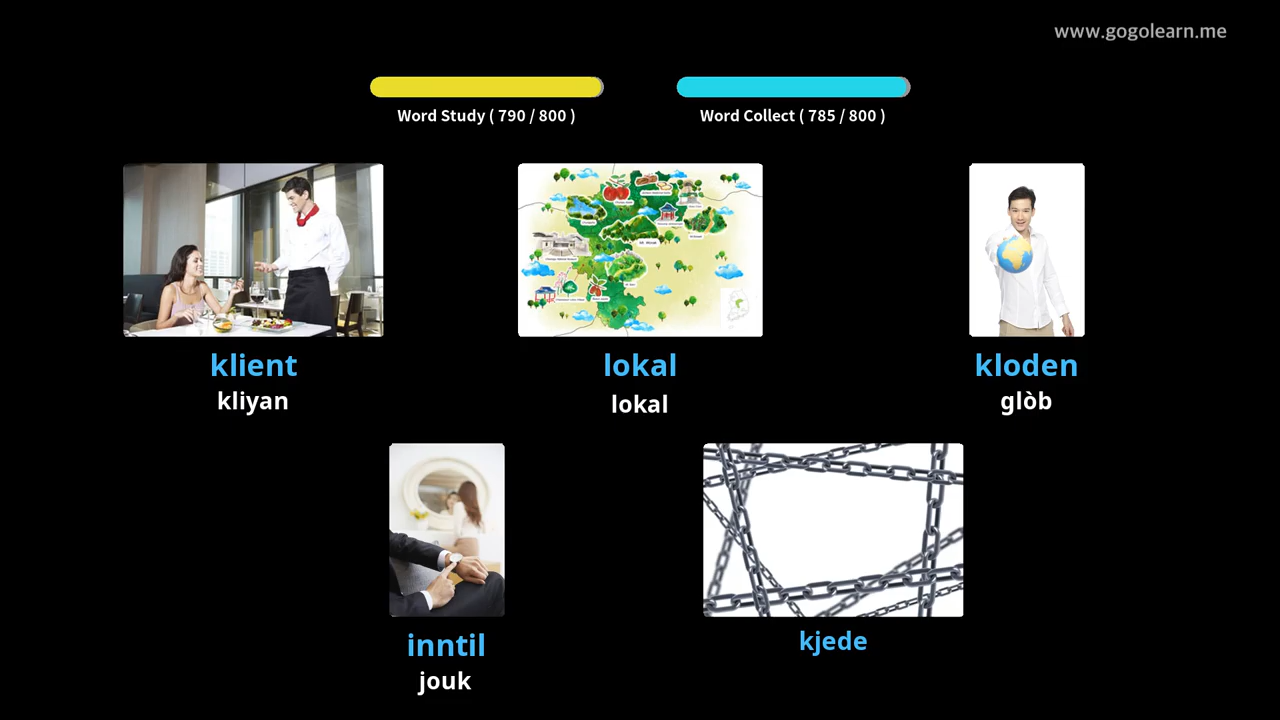 www.gogolearn.me
Word Study ( 790 / 800 )
Word Collect ( 785 / 800 )
klient
kliyan
lokal
lokal
kloden
glòb
inntil
jouk
kjede